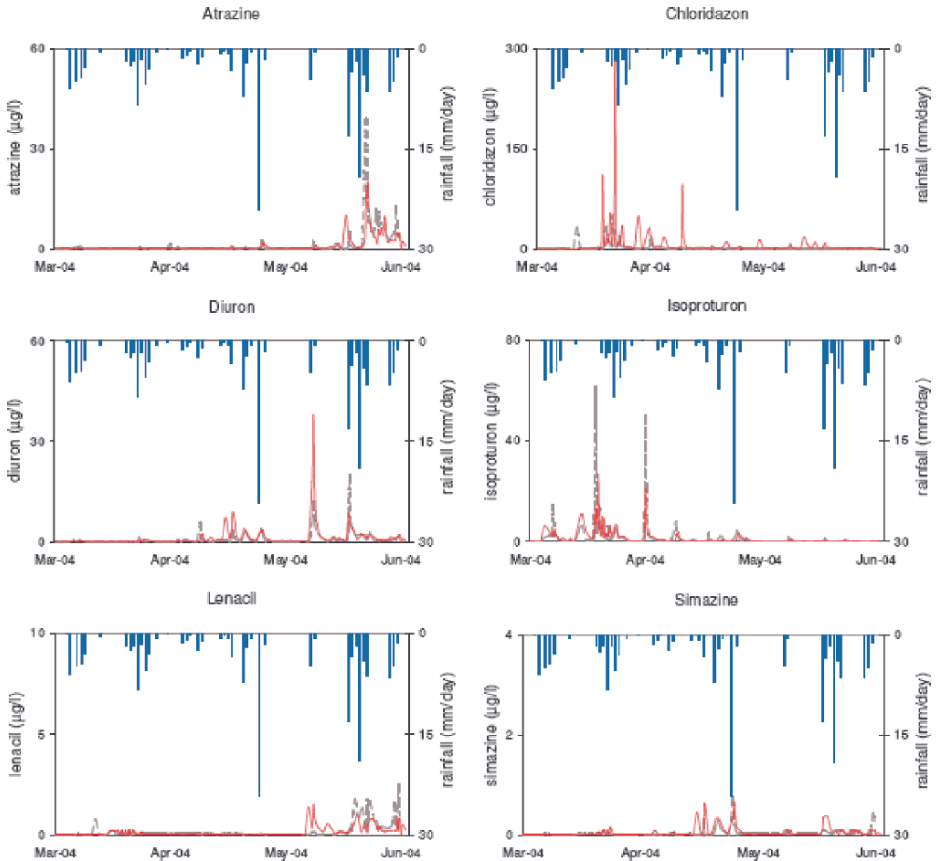 Atrazine
60
30
0
atrazine (µg/l)
0
15
30
rainfall (mm/day)
Mar-04 Apr-04 May-04 Jun-04
Chloridazon
300
150
0
chloridazon (µg/l)
0
15
30
rainfall (mm/day)
Mar-04 Apr-04 May-04 Jun-04
Diuron
60
30
0
diuron (µg/l)
0
15
30
rainfall (mm/day)
Mar-04 Apr-04 May-04 Jun-04
Isoproturon
80
40
0
isoproturon (µg/l)
0
15
30
rainfall (mm/day)
Mar-04 Apr-04 May-04 Jun-04
Lenacil
10
5
0
lenacil (µg/l)
0
15
30
rainfall (mm/day)
Mar-04 Apr-04 May-04 Jun-04
Simazine
4
2
0
simazine (µg/l)
0
15
30
rainfall (mm/day)
Mar-04 Apr-04 May-04 Jun-04